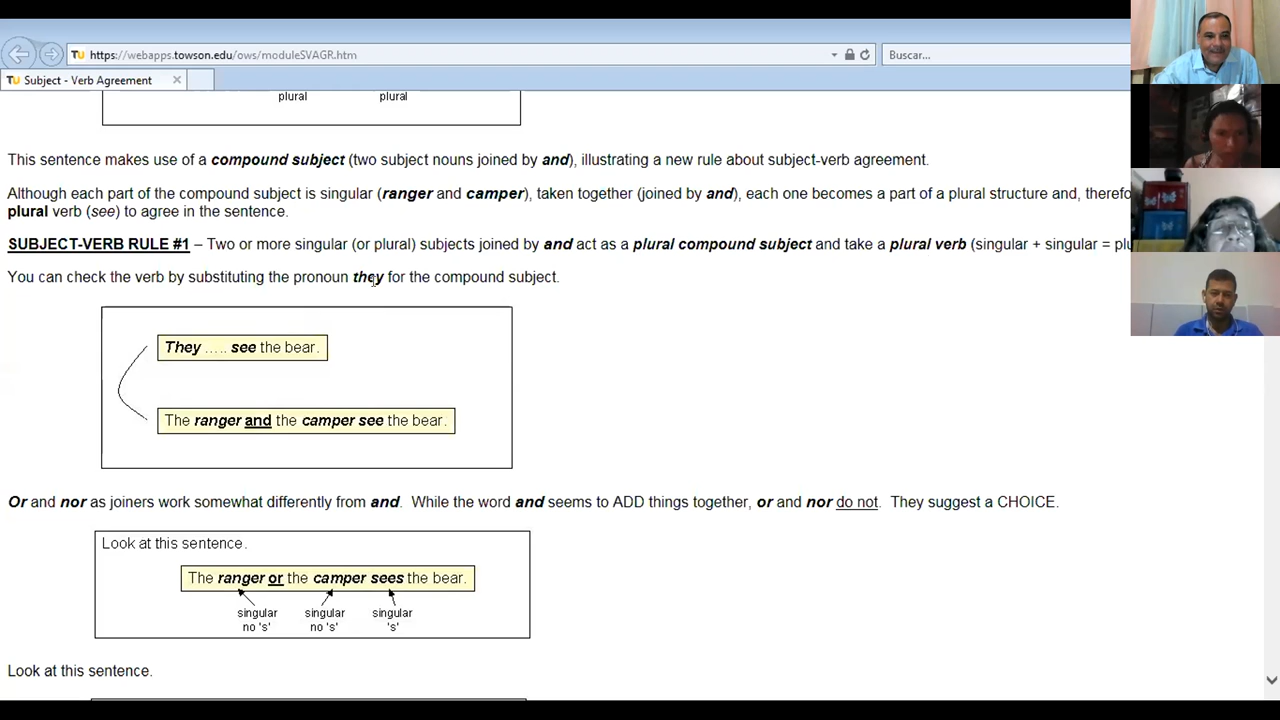 https://webapps.towson.edu/ows/moduleSVAGR.htm
Buscar...
TU Subject - Verb Agreement
plural plural
This sentence makes use of a compound subject (two subject nouns joined by and), illustrating a new rule about subject-verb agreement.
Although each part of the compound subject is singular (ranger and camper), taken together (joined by and), each one becomes a part of a plural structure and,
plural verb (see) to agree in the sentence.
SUBJECT-VERB RULE #1 – Two or more singular (or plural) subjects joined by and act as a plural compound subject and take a plural verb (singular + singular =
You can check the verb by substituting the pronoun they for the compound subject.
They ..... see the bear.
The ranger and the camper see the bear.
Or and nor as joiners work somewhat differently from and. While the word and seems to ADD things together, or and nor do not. They suggest a CHOICE.
Look at this sentence.
The ranger or the camper sees the bear.
singular singular singular
no 's' no 's' 's'
Look at this sentence.